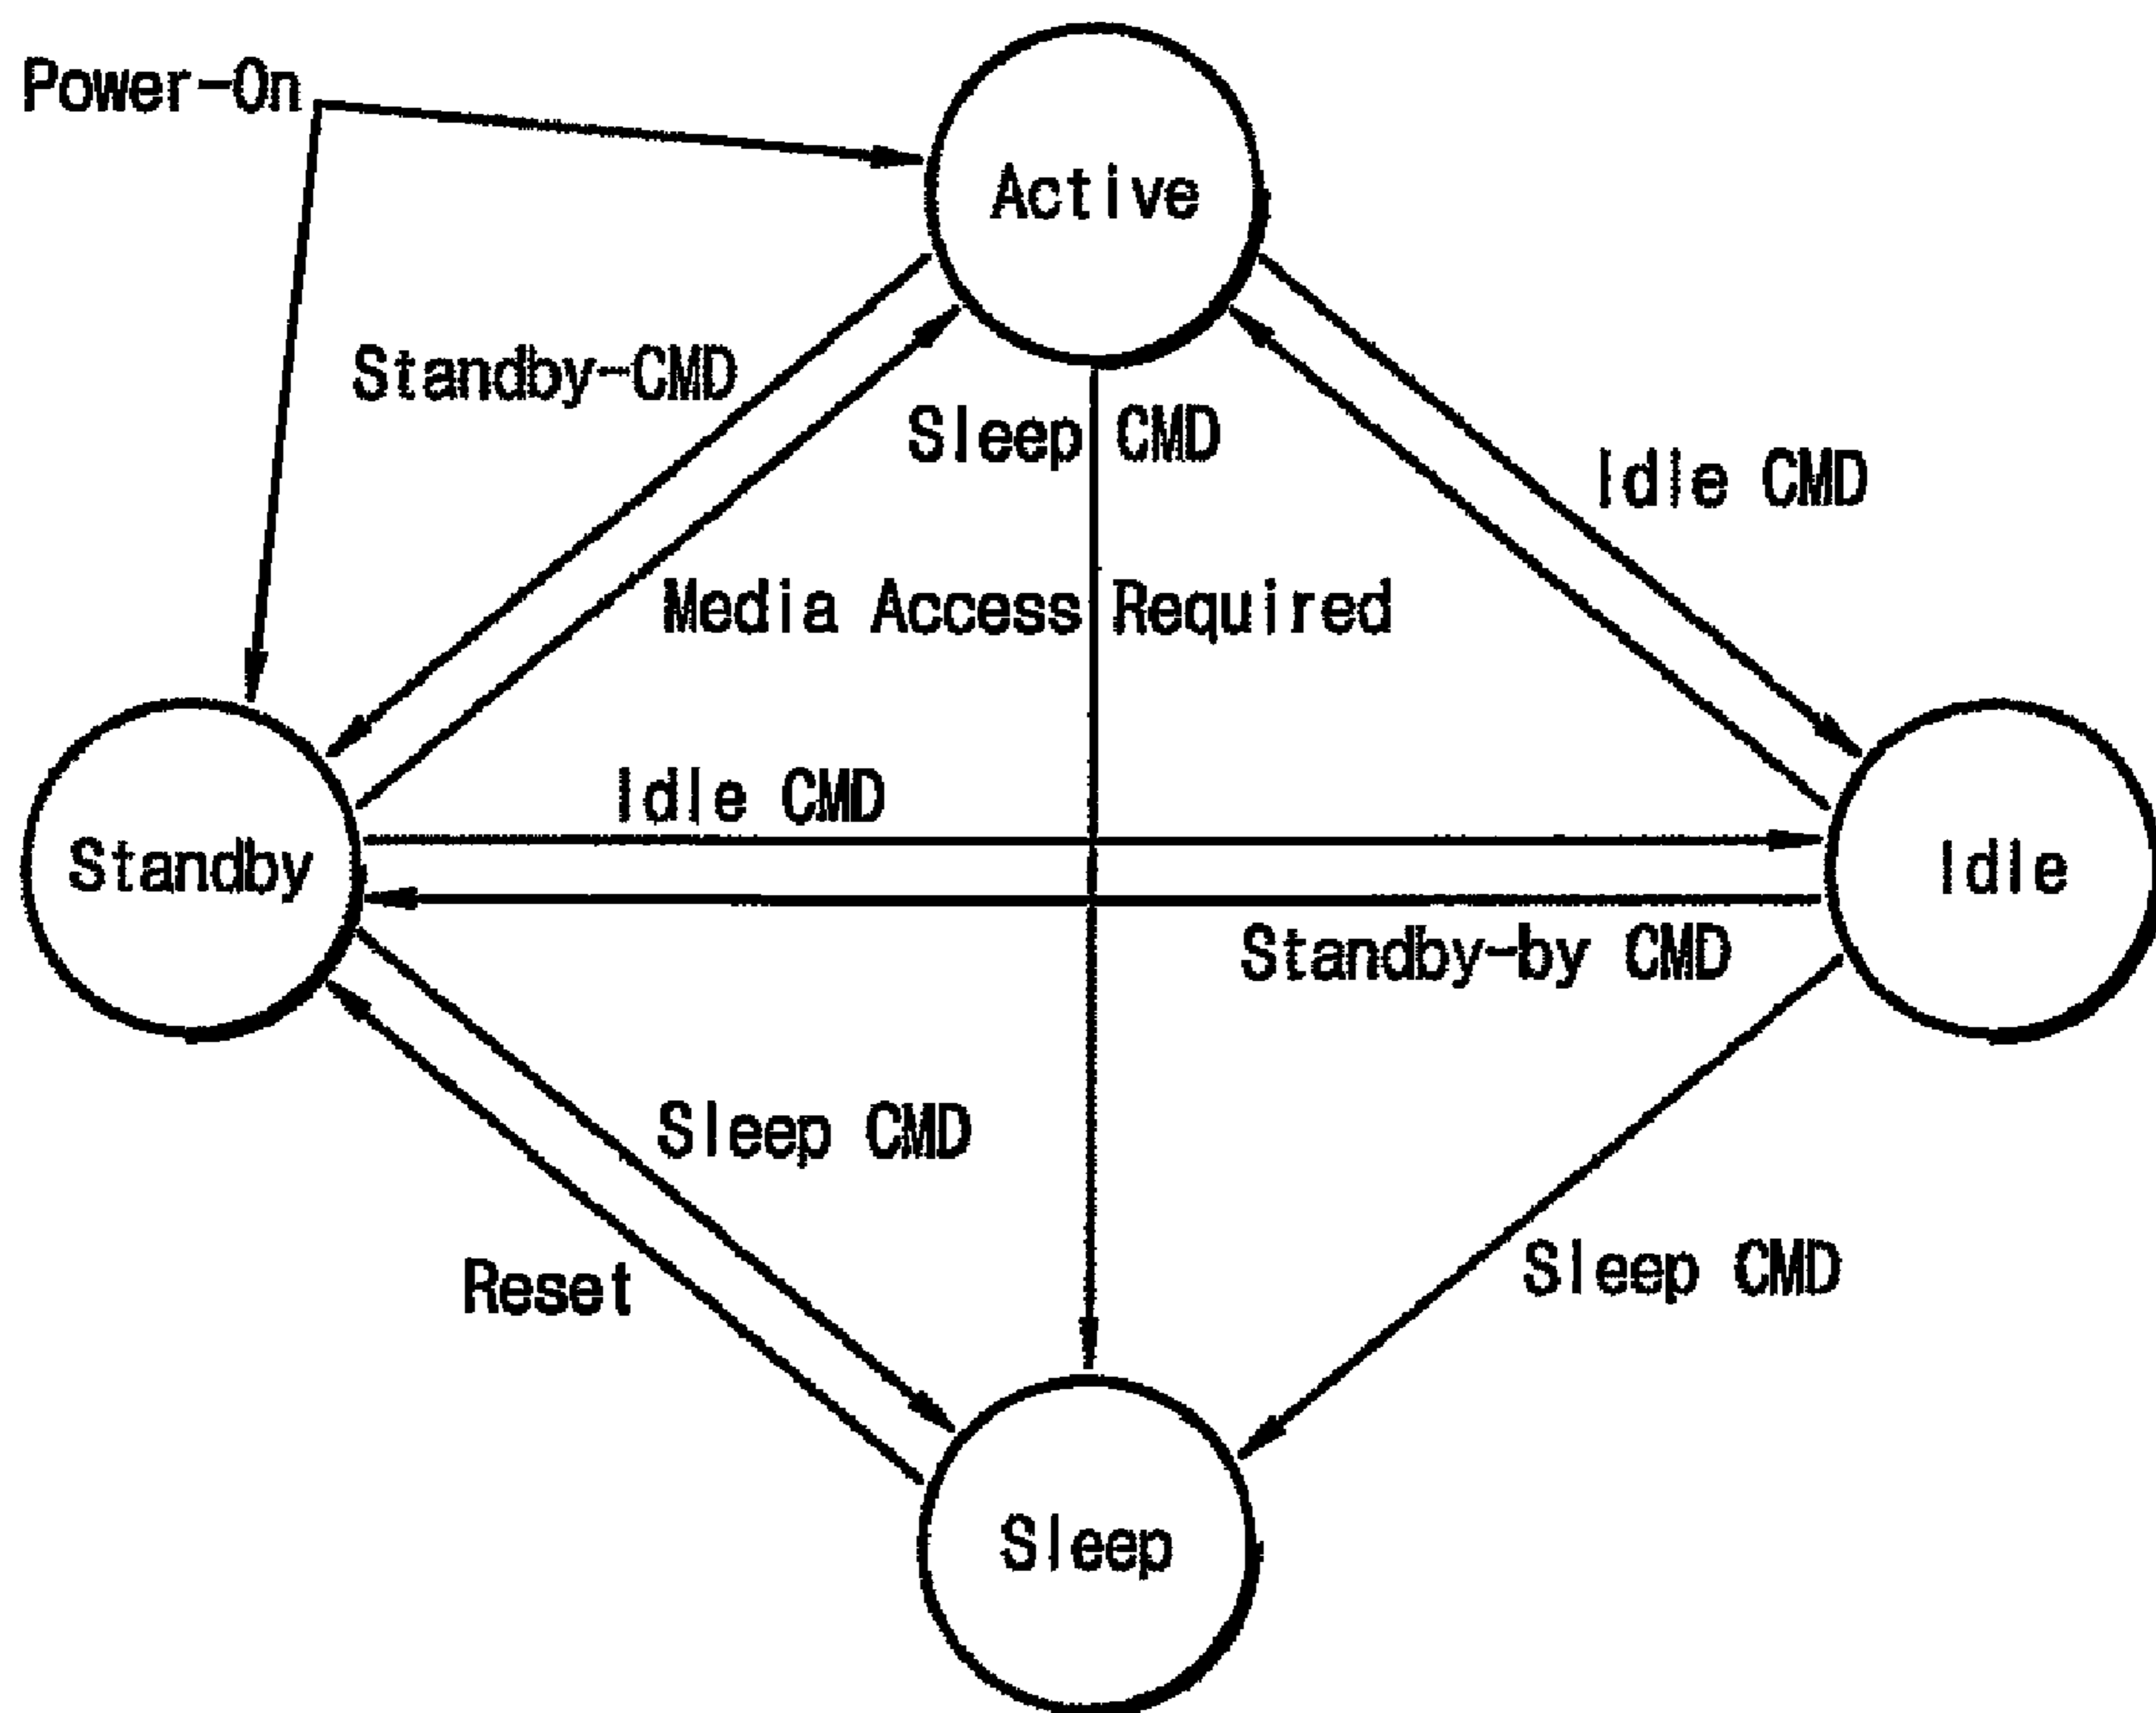 Power-On
Active
Standby-CMD
Sleep CMD
Idle CMD
Media Access Required
Idle CMD
Standby
Idle
Standby-by CMD
Sleep CMD
Reset
Sleep CMD
Sleep